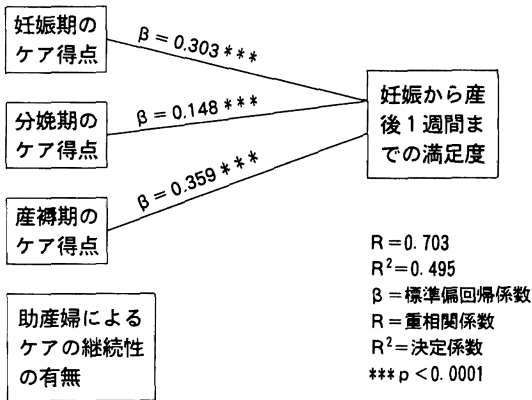 妊娠期の
ケア得点
β = 0.303 ***
分娩期の
ケア得点
β = 0.148 ***
産褥期の
ケア得点
β = 0.359 ***
助産婦による
ケアの継続性
の有無
妊娠から産
後1週間ま
での満足度
R = 0.703
R²= 0.495
β = 標準偏回帰係数
R = 重相関係数
R²= 決定係数
*** p < 0.0001